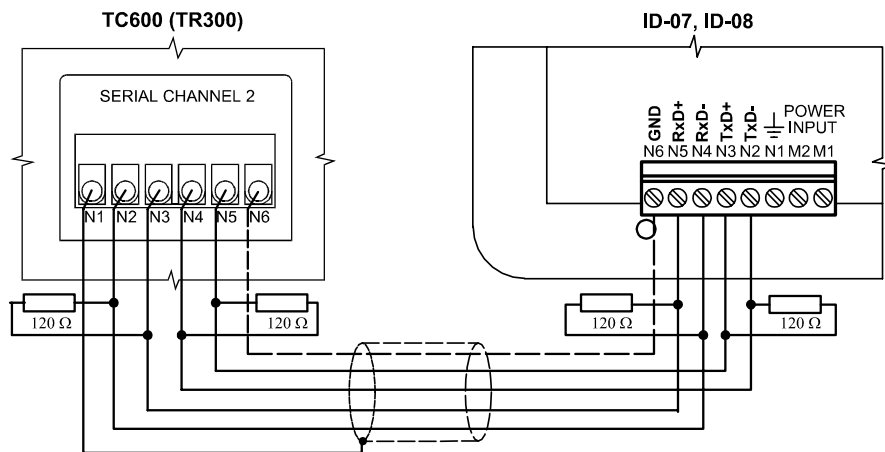 TC600 (TR300)
ID-07, ID-08
SERIAL CHANNEL 2
GND RxD+ RxD- TxD+ TxD- POWER
INPUT
N6 N5 N4 N3 N2 N1 M2 M1
N1 N2 N3 N4 N5 N6
120 Ω 120 Ω 120 Ω 120 Ω